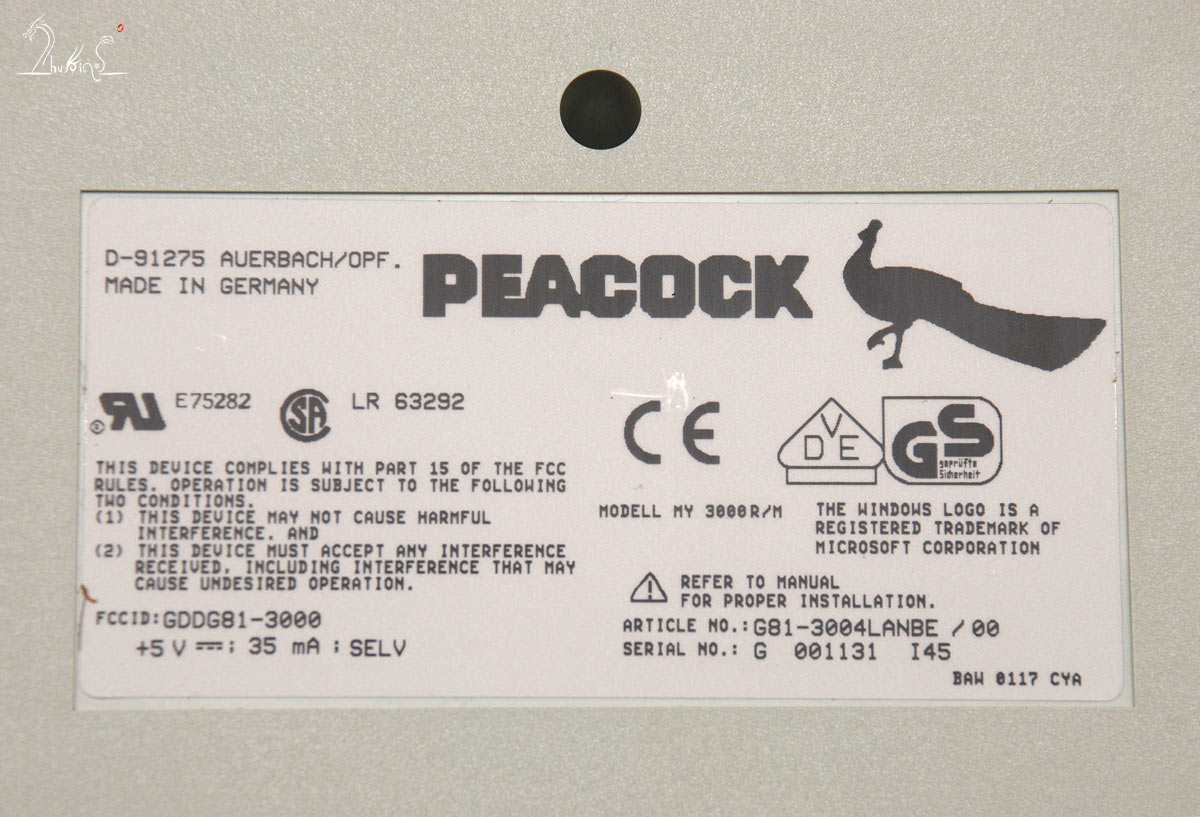 D-91275 AUERBACH/OPF.
MADE IN GERMANY
PEACOCK
E75282
SA
LR 63292
CE
VDE
GS
geprüfte
Sicherheit
THIS DEVICE COMPLIES WITH PART 15 OF THE FCC
RULES. OPERATION IS SUBJECT TO THE FOLLOWING
TWO CONDITIONS.
(1) THIS DEVICE MAY NOT CAUSE HARMFUL
INTERFERENCE. AND
(2) THIS DEVICE MUST ACCEPT ANY INTERFERENCE
RECEIVED, INCLUDING INTERFERENCE THAT MAY
CAUSE UNDESIRED OPERATION.
FCCID:GDDG81-3000
+5 V ⎓: 35 mA : SELV
MODELL MY 3000R/M
THE WINDOWS LOGO IS A
REGISTERED TRADEMARK OF
MICROSOFT CORPORATION
REFER TO MANUAL
FOR PROPER INSTALLATION.
ARTICLE NO.:G81-3004LANBE / 00
SERIAL NO.: G 001131 I45
BAW 0117 CYA